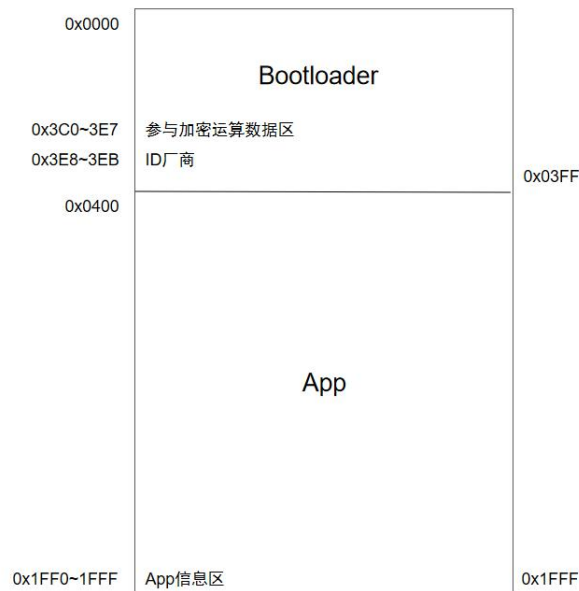 0x0000
Bootloader
0x3C0~3E7 参与加密运算数据区
0x3E8~3EB ID厂商
0x03FF
0x0400
App
0x1FF0~1FFF App信息区 0x1FFF